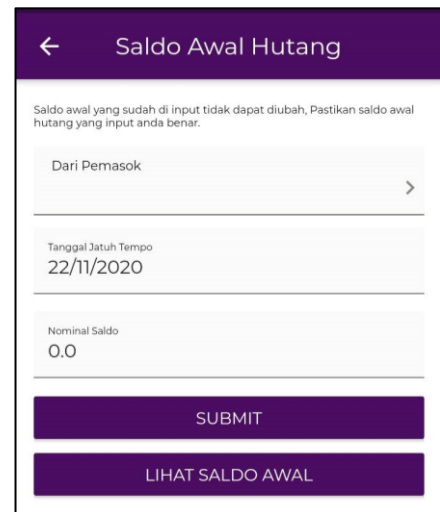 Saldo Awal Hutang
Saldo awal yang sudah di input tidak dapat diubah, Pastikan saldo awal
hutang yang input anda benar.
Dari Pemasok
Tanggal Jatuh Tempo
22/11/2020
Nominal Saldo
0.0
SUBMIT
LIHAT SALDO AWAL